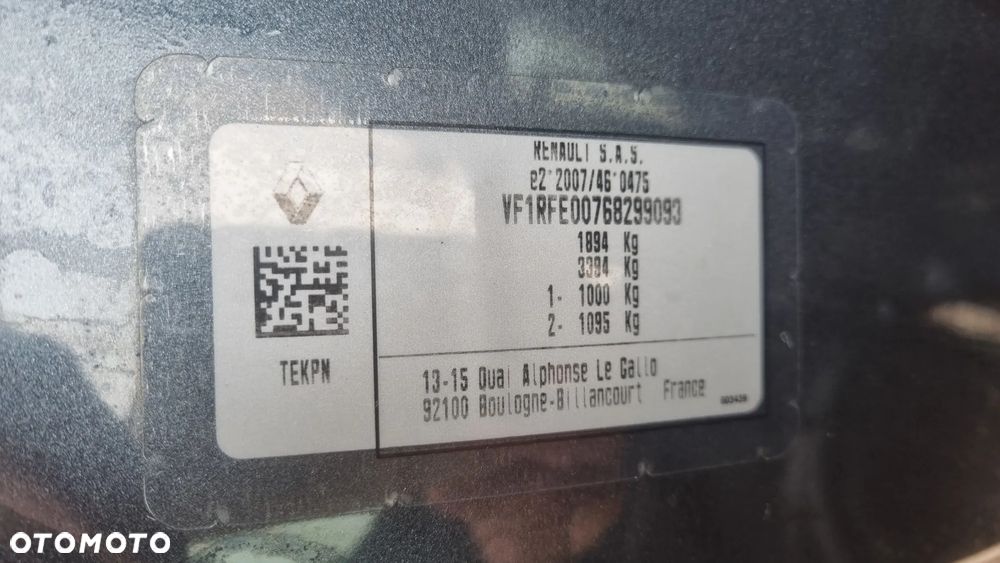 RENAULT S.A.S.
e2*2007/46*0475
VF1RFE00768299093
1894 Kg
3394 Kg
1- 1000 Kg
2- 1095 Kg
TEKPN
13-15 Quai Alphonse Le Gallo
92100 Boulogne-Billancourt France
OTOMOTO